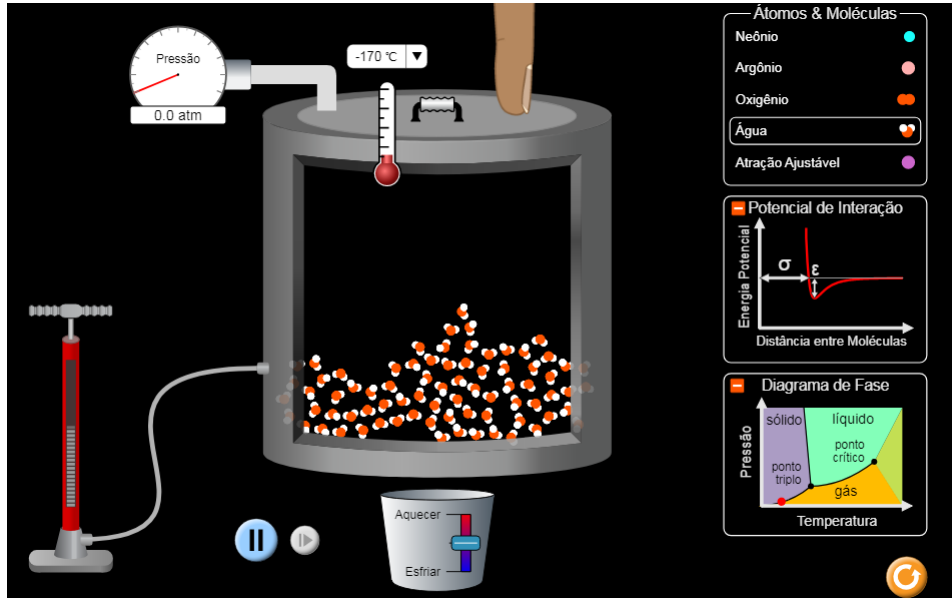 Pressão
0.0 atm
-170 °C
Aquecer
Esfriar
Átomos & Moléculas
Neônio
Argônio
Oxigênio
Água
Atração Ajustável
Potencial de Interação
Energia Potencial
σ
ε
Distância entre Moléculas
Diagrama de Fase
Pressão
sólido
líquido
ponto
crítico
ponto
triplo
gás
Temperatura